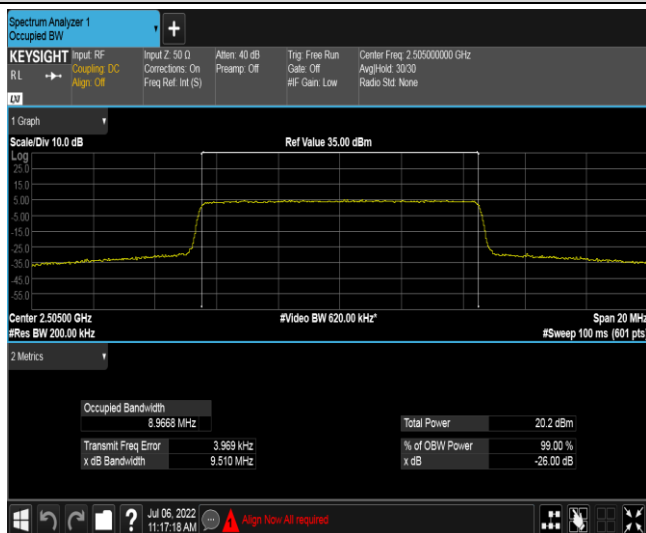 Spectrum Analyzer 1
Occupied BW
+
KEYSIGHT
RL
LXI
Input: RF
Coupling: DC
Align: Off
Input Z: 50 Ω
Corrections: On
Freq Ref: Int (S)
Atten: 40 dB
Preamp: Off
Trig: Free Run
Gate: Off
#IF Gain: Low
Center Freq: 2.505000000 GHz
Avg|Hold: 30/30
Radio Std: None
1 Graph
Scale/Div 10.0 dB
Ref Value 35.00 dBm
Log
25.0
15.0
5.00
-5.00
-15.0
-25.0
-35.0
-45.0
-55.0
Center 2.50500 GHz
#Video BW 620.00 kHz*
Span 20 MHz
#Res BW 200.00 kHz
#Sweep 100 ms (601 pts)
2 Metrics
Occupied Bandwidth
8.9668 MHz
Total Power 20.2 dBm
Transmit Freq Error 3.969 kHz
% of OBW Power 99.00 %
x dB Bandwidth 9.510 MHz
x dB -26.00 dB
?
Jul 06, 2022
11:17:18 AM
Align Now All required